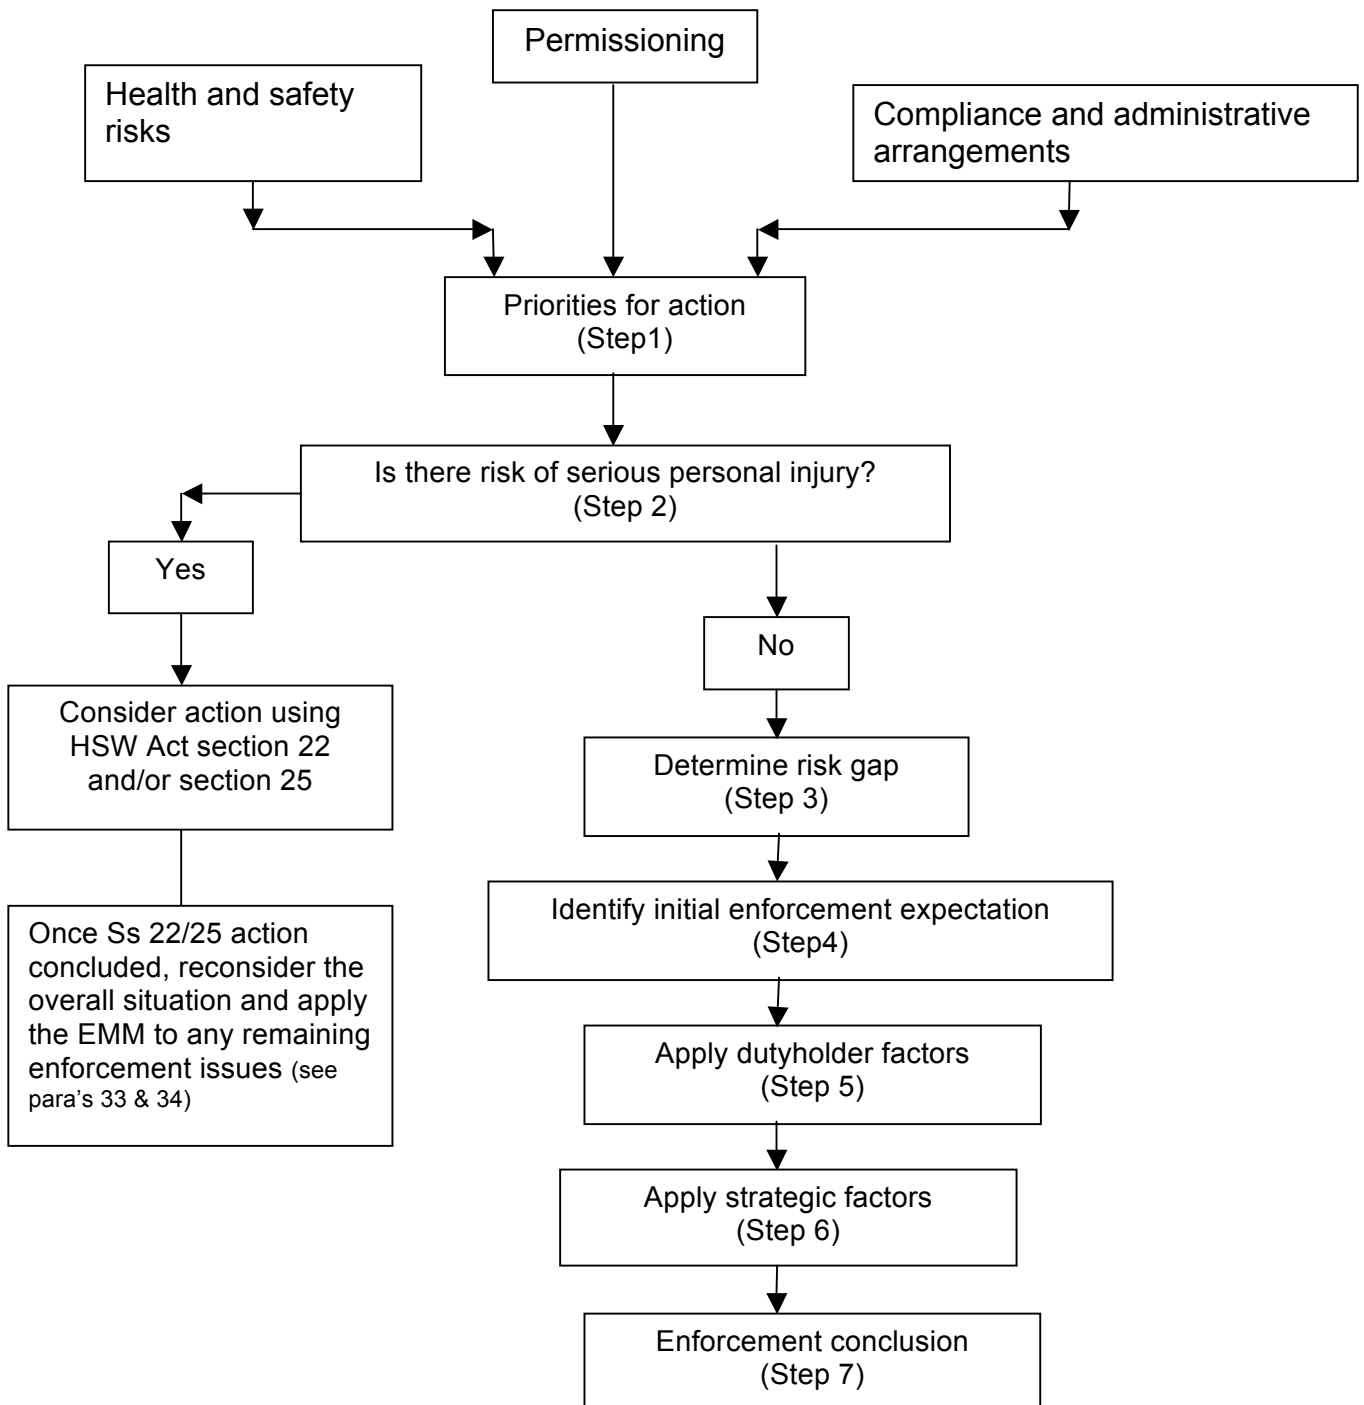 Permissioning
Health and safety
risks
Compliance and administrative
arrangements
Priorities for action
(Step1)
Is there risk of serious personal injury?
(Step 2)
Yes
No
Consider action using
HSW Act section 22
and/or section 25
Determine risk gap
(Step 3)
Identify initial enforcement expectation
(Step4)
Once Ss 22/25 action
concluded, reconsider the
overall situation and apply
the EMM to any remaining
enforcement issues (see
para’s 33 & 34)
Apply dutyholder factors
(Step 5)
Apply strategic factors
(Step 6)
Enforcement conclusion
(Step 7)